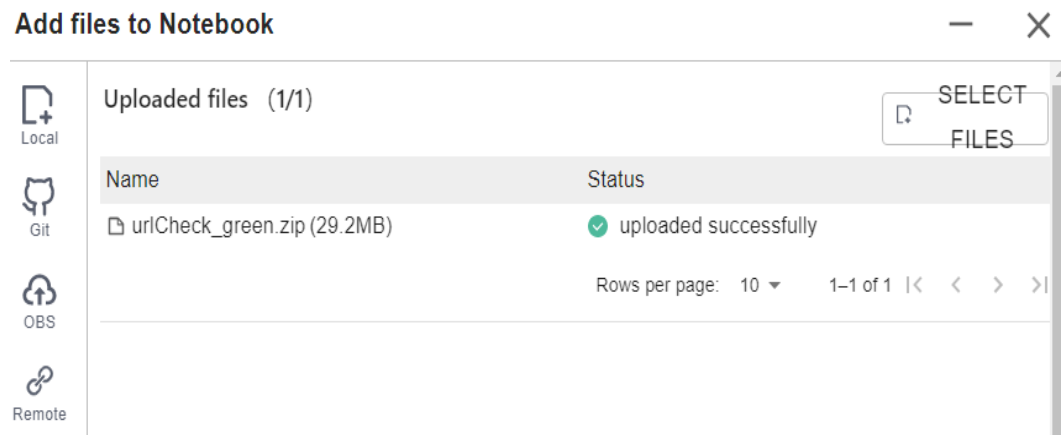 Add files to Notebook
Local
Git
OBS
Remote
Uploaded files (1/1)
SELECT
FILES
Name Status
urlCheck_green.zip (29.2MB) uploaded successfully
Rows per page: 10 1–1 of 1